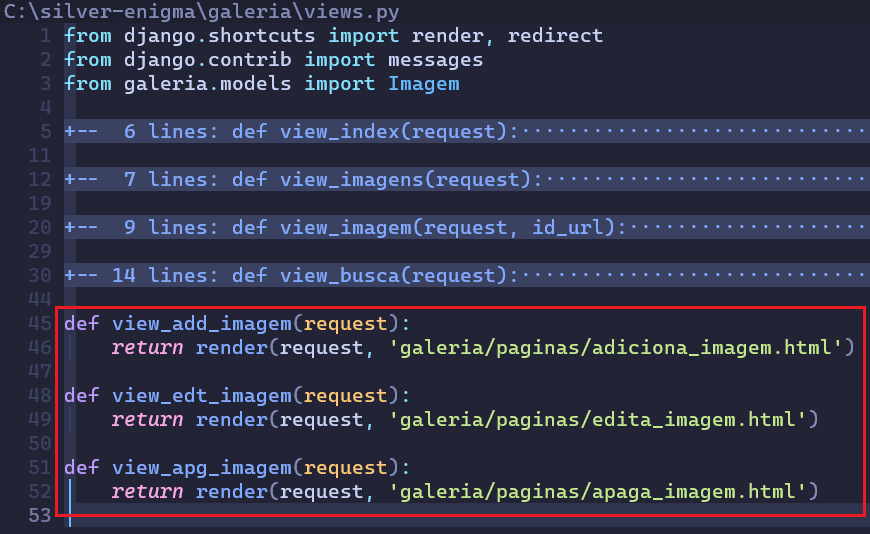 C:\silver-enigma\galeria\views.py
1 from django.shortcuts import render, redirect
2 from django.contrib import messages
3 from galeria.models import Imagem
4
5 +--  6 lines: def view_index(request):·····························
11
12 +--  7 lines: def view_imagens(request):···························
19
20 +--  9 lines: def view_imagem(request, id_url):····················
29
30 +-- 14 lines: def view_busca(request):·····························
44
45 def view_add_imagem(request):
46     return render(request, 'galeria/paginas/adiciona_imagem.html')
47
48 def view_edt_imagem(request):
49     return render(request, 'galeria/paginas/edita_imagem.html')
50
51 def view_apg_imagem(request):
52     return render(request, 'galeria/paginas/apaga_imagem.html')
53